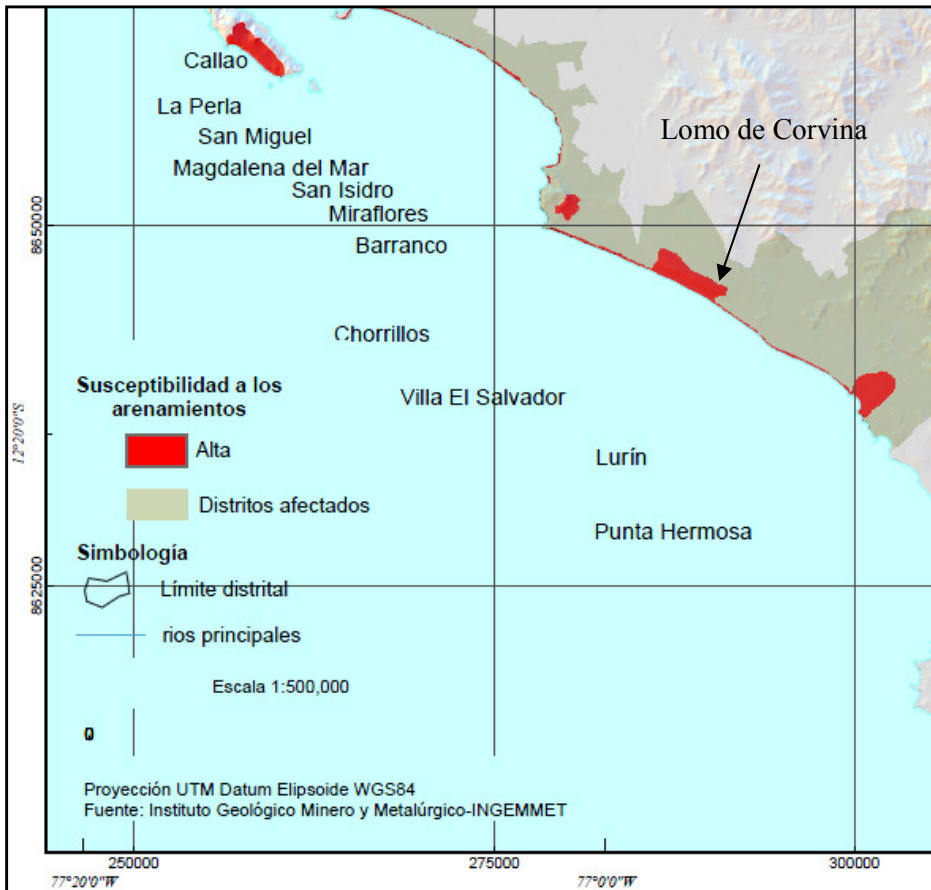 Callao
La Perla
San Miguel
Magdalena del Mar
San Isidro
Miraflores
Barranco
Chorrillos
Villa El Salvador
Lurín
Punta Hermosa
Lomo de Corvina
Susceptibilidad a los
arenamientos
Alta
Distritos afectados
Simbología
Límite distrital
rios principales
Escala 1:500,000
Proyección UTM Datum Elipsoide WGS84
Fuente: Instituto Geológico Minero y Metalúrgico-INGEMMET
8650000
12°20'0"S
8625000
250000
275000
300000
77°20'0"W
77°0'0"W